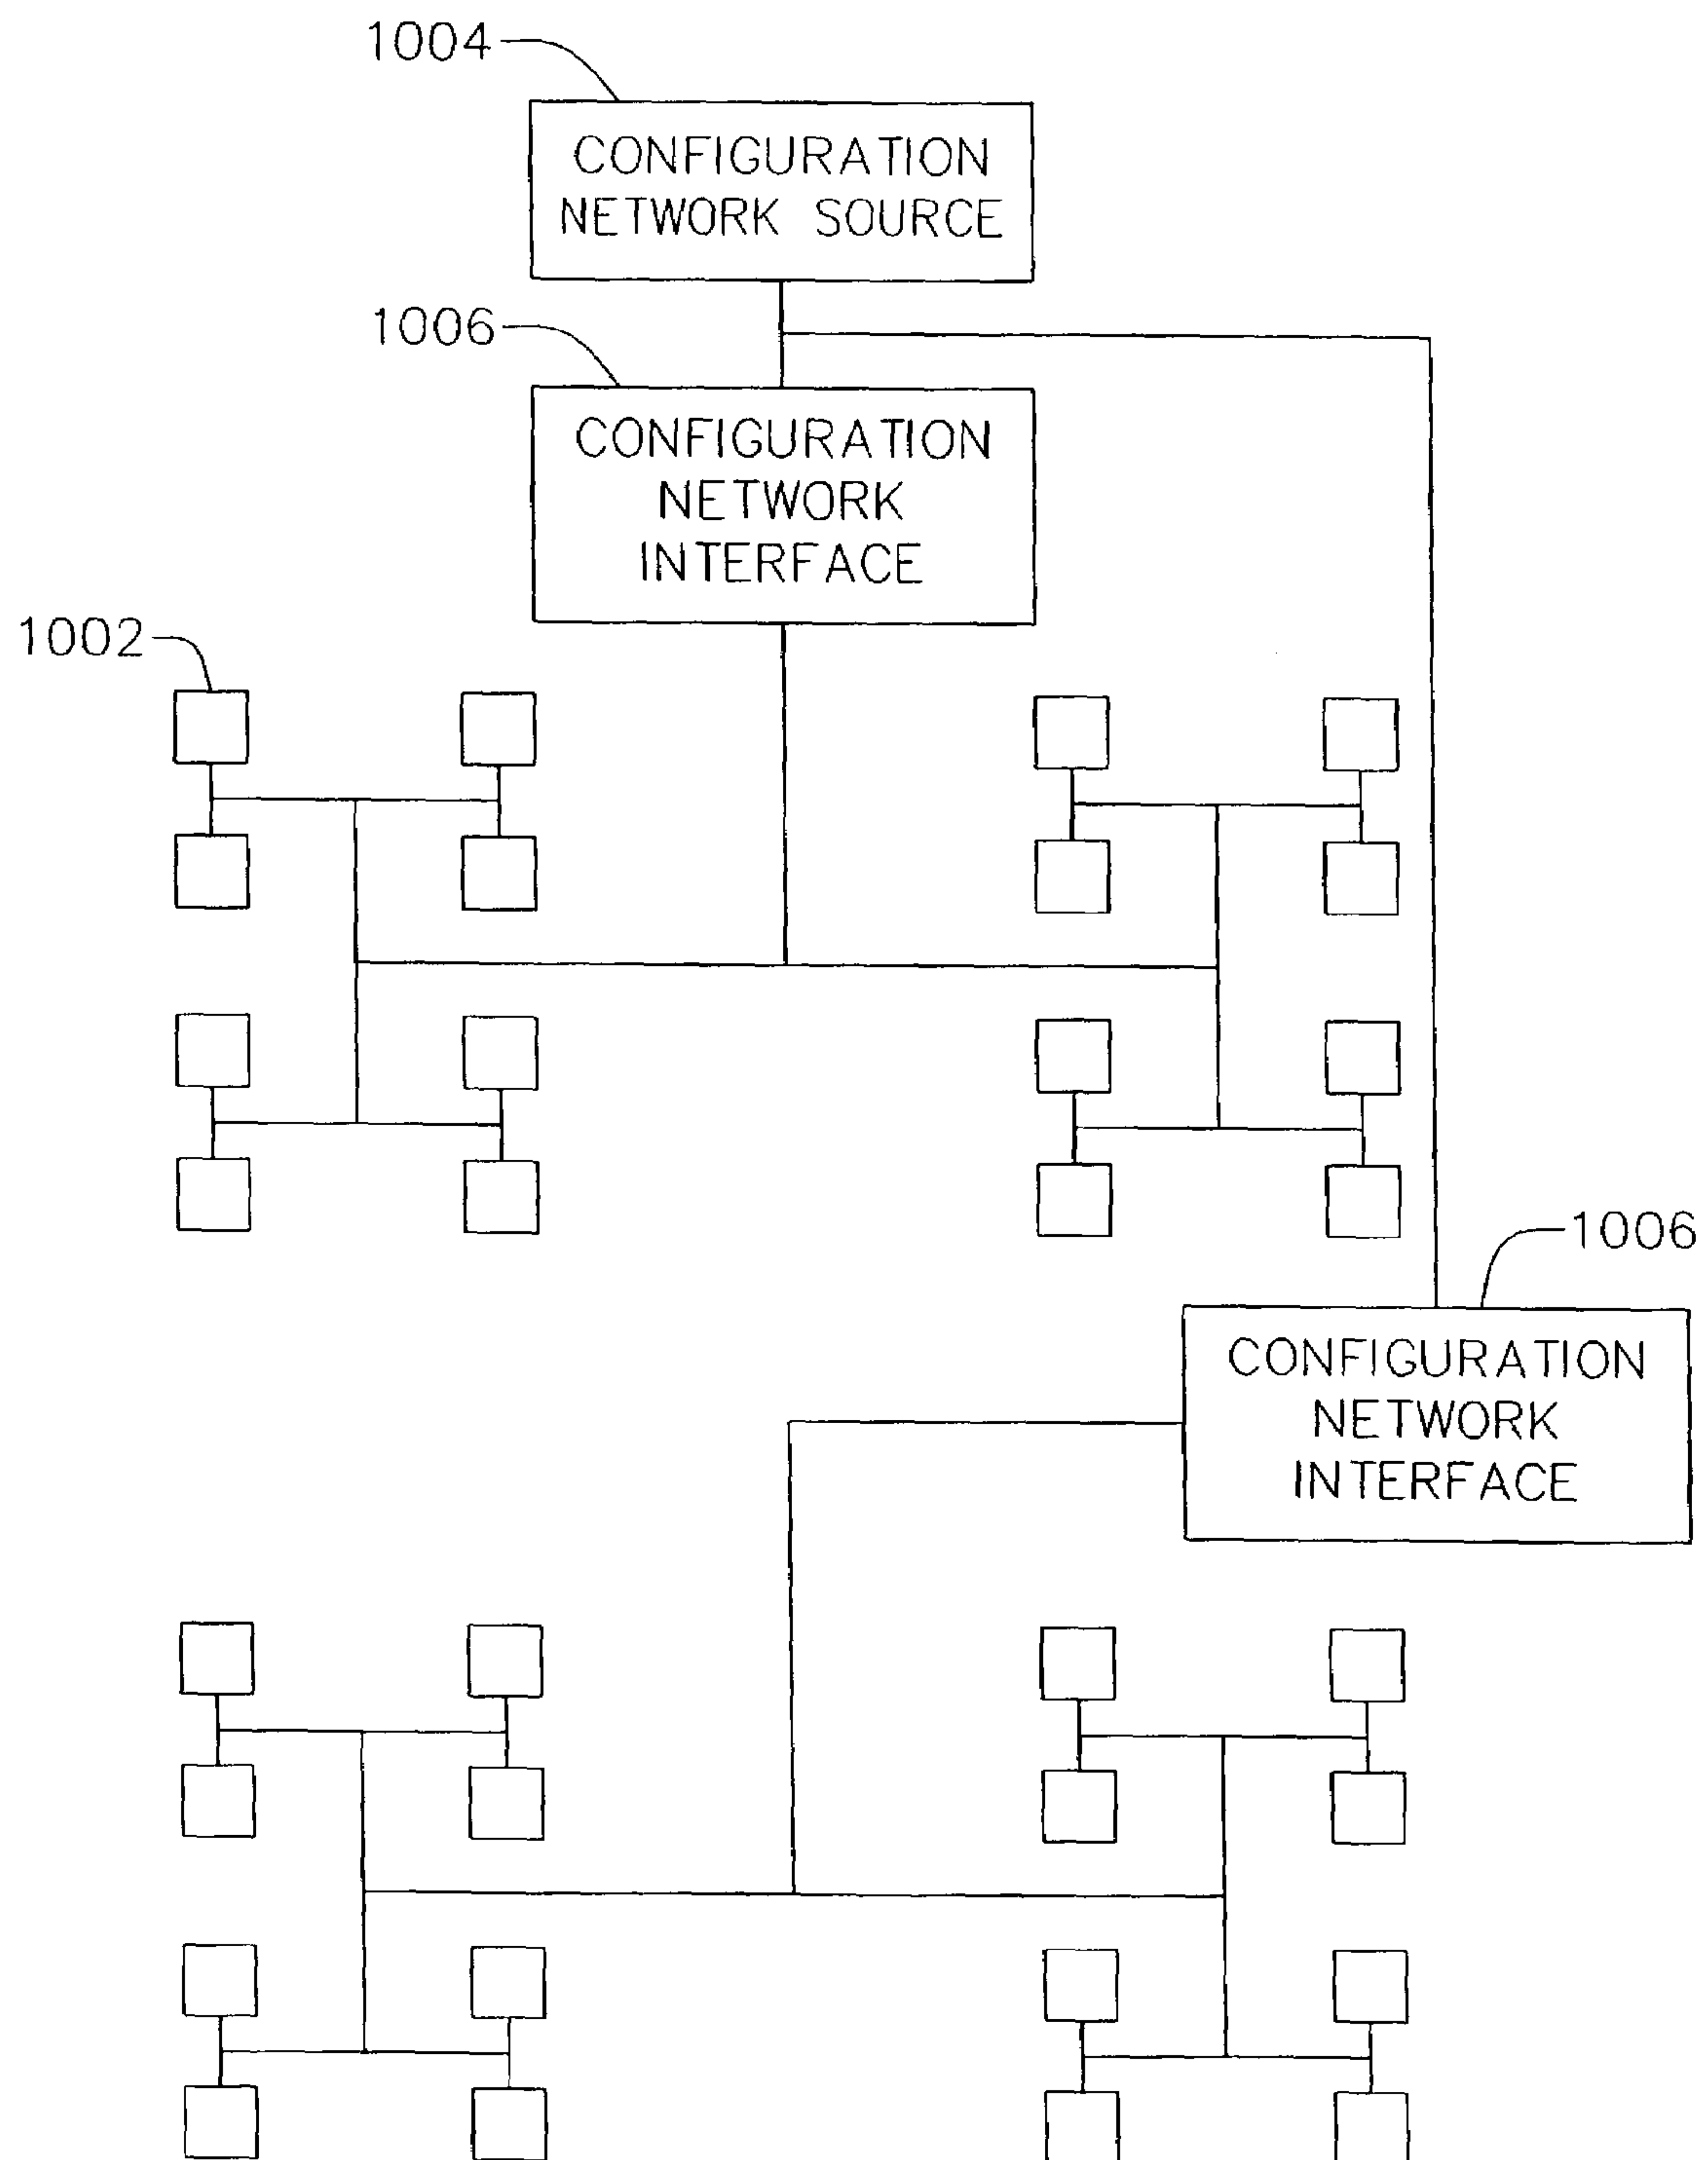 1004
CONFIGURATION
NETWORK SOURCE
1006
CONFIGURATION
NETWORK
INTERFACE
1002
1006
CONFIGURATION
NETWORK
INTERFACE